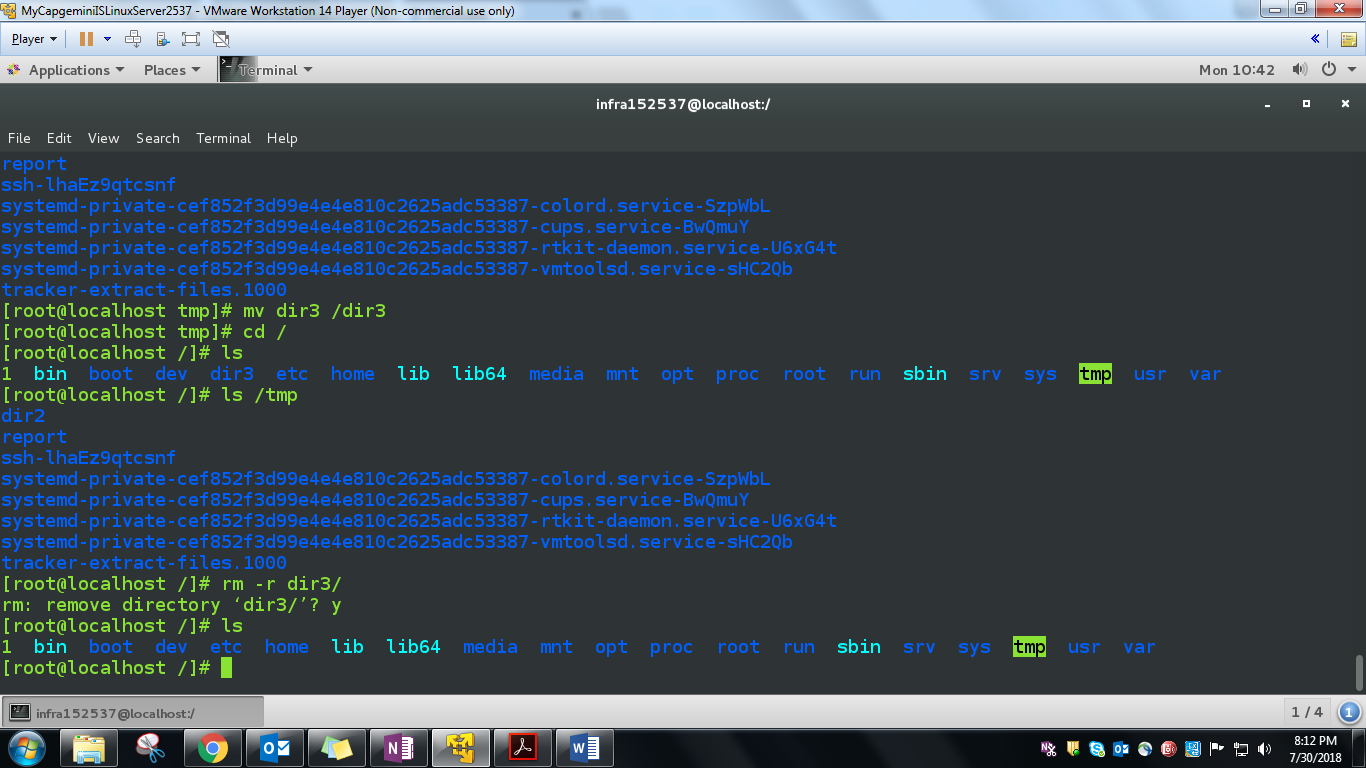 MyCapgeminiISLinuxServer2537 - VMware Workstation 14 Player (Non-commercial use only)
Player
Applications Places Terminal Mon 10:42
infra152537@localhost:/
File Edit View Search Terminal Help
report
ssh-lhaEz9qtcsnf
systemd-private-cef852f3d99e4e4e810c2625adc53387-colord.service-SzpWbL
systemd-private-cef852f3d99e4e4e810c2625adc53387-cups.service-BwQmuY
systemd-private-cef852f3d99e4e4e810c2625adc53387-rtkit-daemon.service-U6xG4t
systemd-private-cef852f3d99e4e4e810c2625adc53387-vmtoolsd.service-sHC2Qb
tracker-extract-files.1000
[root@localhost tmp]# mv dir3 /dir3
[root@localhost tmp]# cd /
[root@localhost /]# ls
1 bin boot dev dir3 etc home lib lib64 media mnt opt proc root run sbin srv sys tmp usr var
[root@localhost /]# ls /tmp
dir2
report
ssh-lhaEz9qtcsnf
systemd-private-cef852f3d99e4e4e810c2625adc53387-colord.service-SzpWbL
systemd-private-cef852f3d99e4e4e810c2625adc53387-cups.service-BwQmuY
systemd-private-cef852f3d99e4e4e810c2625adc53387-rtkit-daemon.service-U6xG4t
systemd-private-cef852f3d99e4e4e810c2625adc53387-vmtoolsd.service-sHC2Qb
tracker-extract-files.1000
[root@localhost /]# rm -r dir3/
rm: remove directory ‘dir3/’? y
[root@localhost /]# ls
1 bin boot dev etc home lib lib64 media mnt opt proc root run sbin srv sys tmp usr var
[root@localhost /]#
infra152537@localhost:/ 1 / 4 1
8:12 PM
7/30/2018